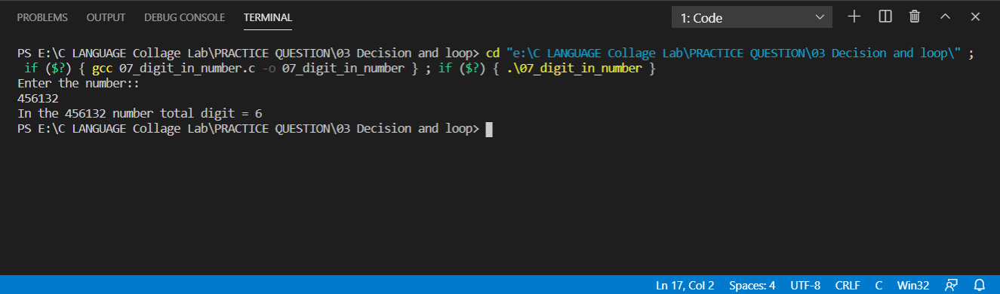 PROBLEMS OUTPUT DEBUG CONSOLE TERMINAL 1: Code
PS E:\C LANGUAGE Collage Lab\PRACTICE QUESTION\03 Decision and loop> cd "e:\C LANGUAGE Collage Lab\PRACTICE QUESTION\03 Decision and loop\" ;
if ($?) { gcc 07_digit_in_number.c -o 07_digit_in_number } ; if ($?) { .\07_digit_in_number }
Enter the number::
456132
In the 456132 number total digit = 6
PS E:\C LANGUAGE Collage Lab\PRACTICE QUESTION\03 Decision and loop>
Ln 17, Col 2 Spaces: 4 UTF-8 CRLF C Win32